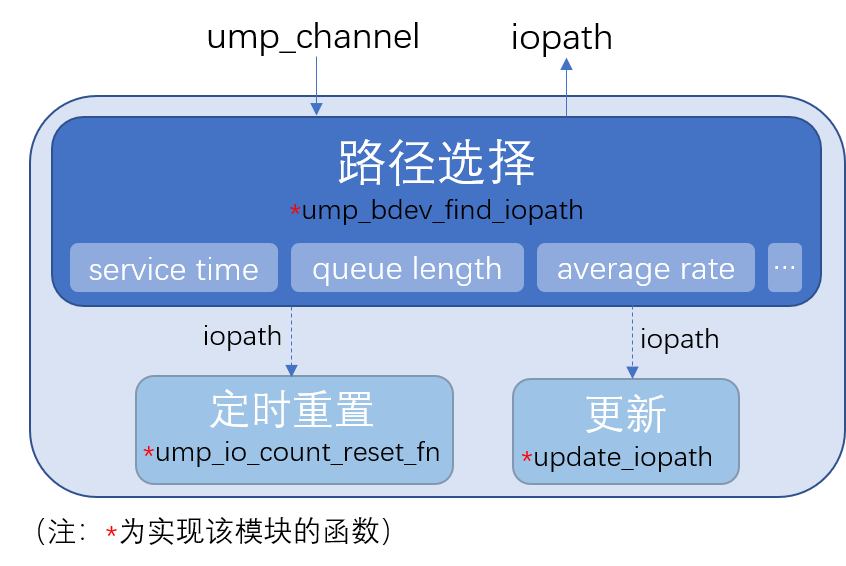 ump_channel iopath
路径选择
*ump_bdev_find_iopath
service time queue length average rate ...
iopath iopath
定时重置 更新
*ump_io_count_reset_fn *update_iopath
（注：*为实现该模块的函数）